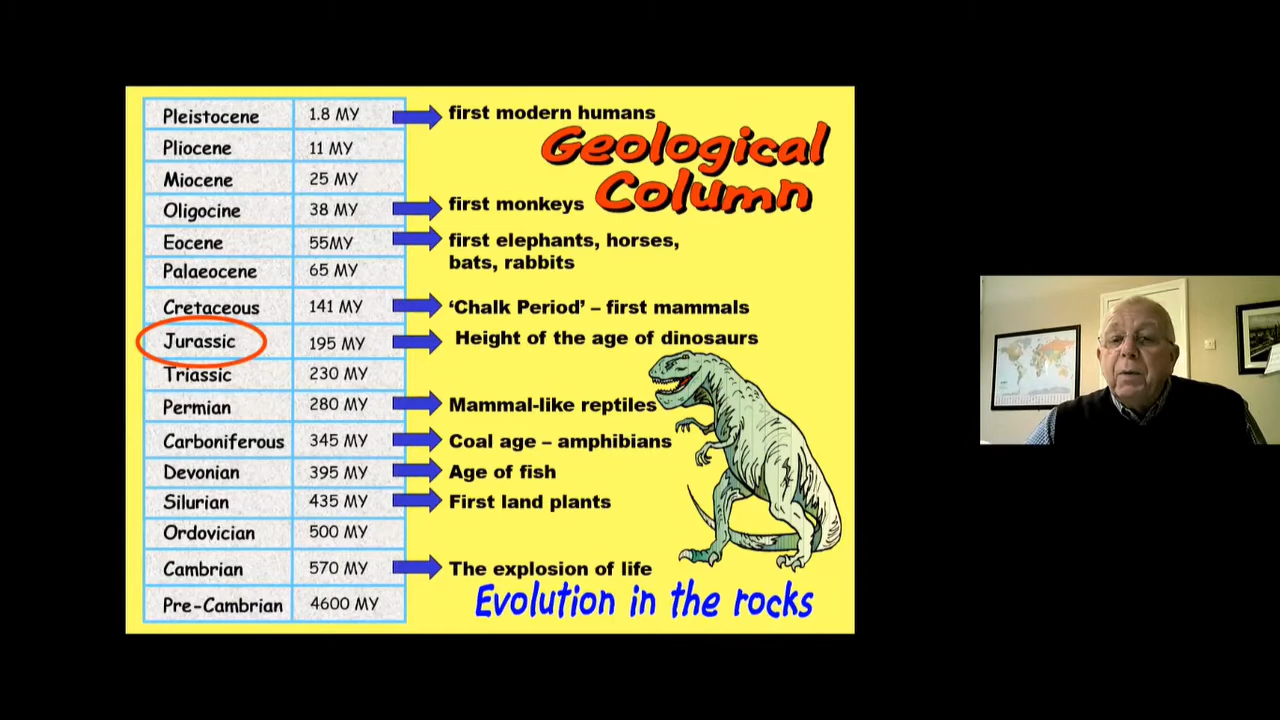 Pleistocene 1.8 MY first modern humans
Geological
Column
Pliocene 11 MY
Miocene 25 MY
Oligocine 38 MY first monkeys
Eocene 55MY first elephants, horses,
bats, rabbits
Palaeocene 65 MY
Cretaceous 141 MY ‘Chalk Period’ – first mammals
Jurassic 195 MY Height of the age of dinosaurs
Triassic 230 MY
Permian 280 MY Mammal-like reptiles
Carboniferous 345 MY Coal age – amphibians
Devonian 395 MY Age of fish
Silurian 435 MY First land plants
Ordovician 500 MY
Cambrian 570 MY The explosion of life
Pre-Cambrian 4600 MY
Evolution in the rocks